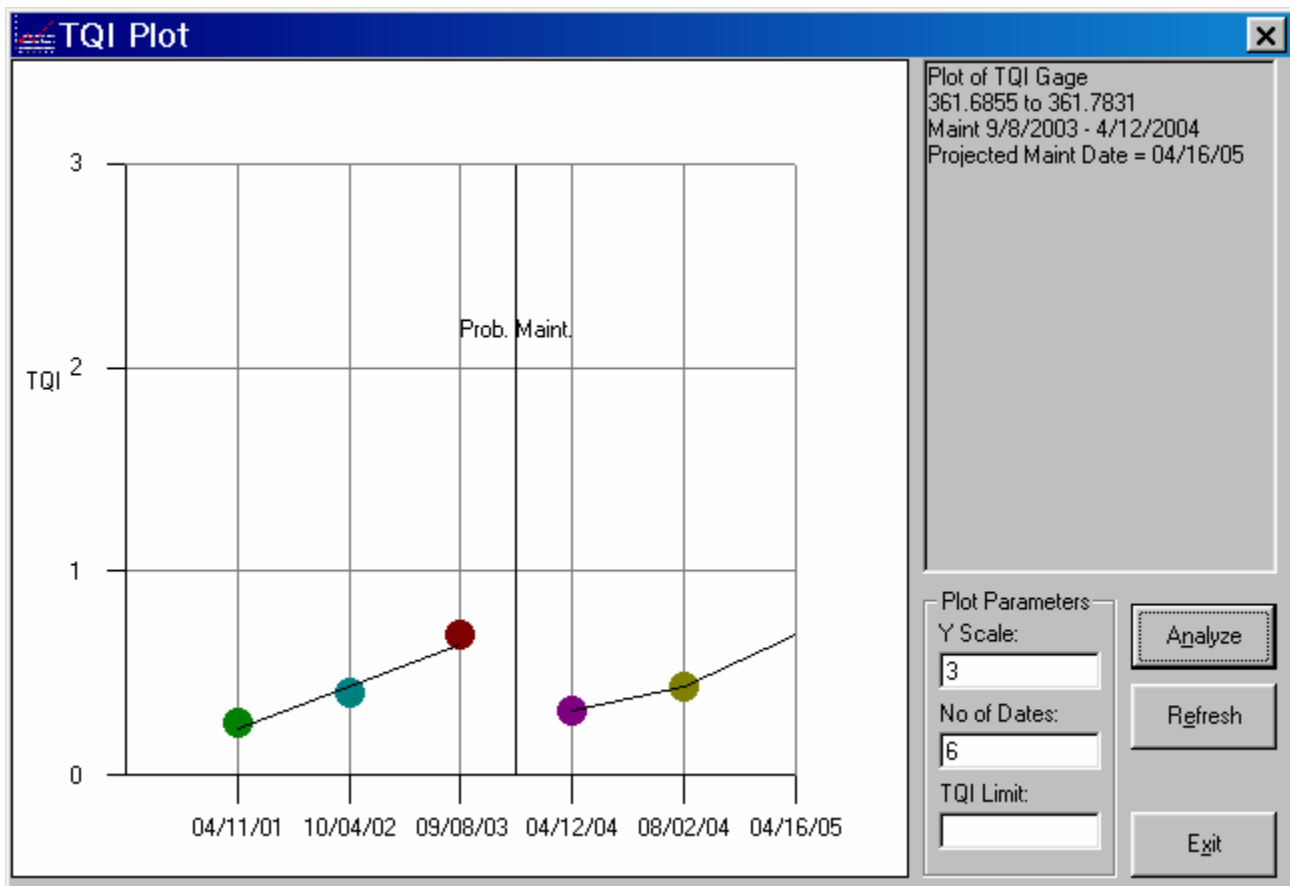 TQI Plot
Plot of TQI Gage
361.6855 to 361.7831
Maint 9/8/2003 - 4/12/2004
Projected Maint Date = 04/16/05
3
Prob. Maint.
TQI
2
1
0
04/11/01 10/04/02 09/08/03 04/12/04 08/02/04 04/16/05
Plot Parameters
Y Scale:
3
No of Dates:
6
TQI Limit:
Analyze
Refresh
Exit